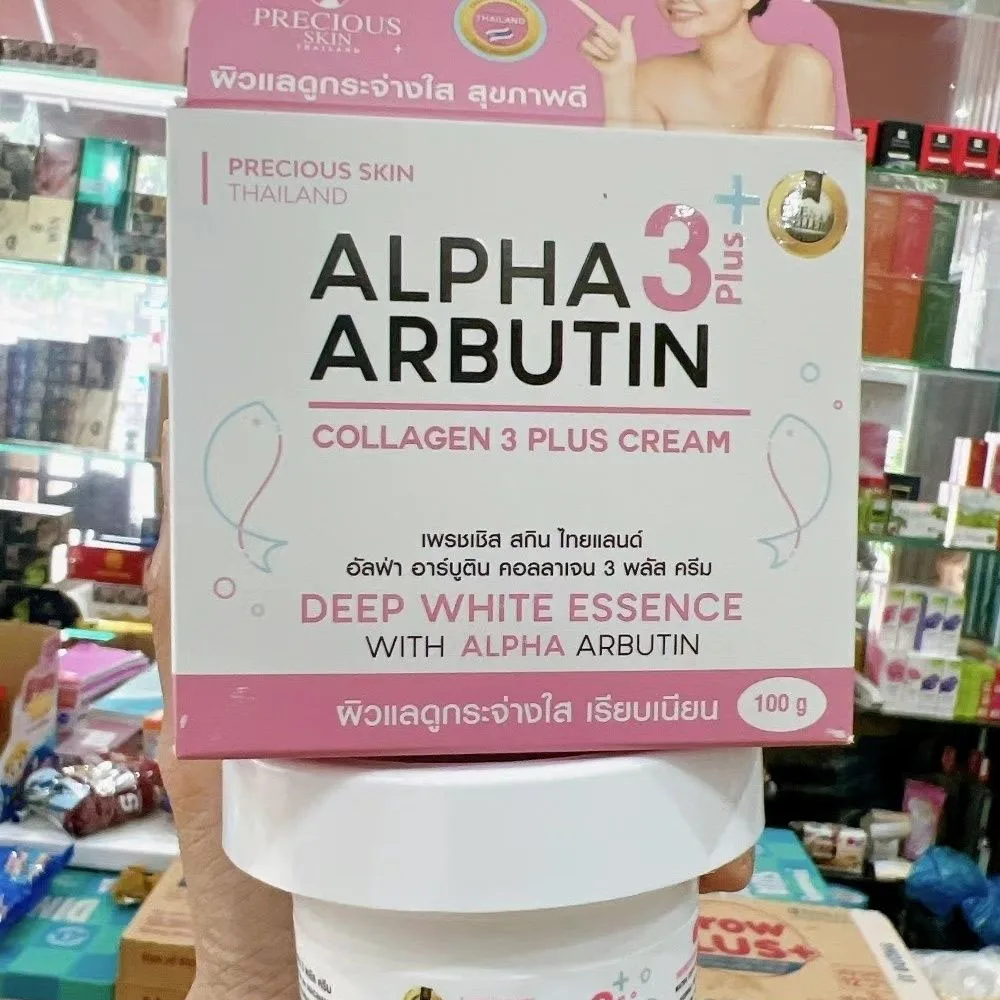 PRECIOUS
SKIN
THAILAND
THAILAND
ผิวแลดูกระจ่างใส สุขภาพดี
PRECIOUS SKIN
THAILAND
ALPHA 3 Plus +
ARBUTIN
COLLAGEN 3 PLUS CREAM
เพรชเชิส สกิน ไทยแลนด์
อัลฟ่า อาร์บูติน คอลลาเจน 3 พลัส ครีม
DEEP WHITE ESSENCE
WITH ALPHA ARBUTIN
ผิวแลดูกระจ่างใส เรียบเนียน
100 g